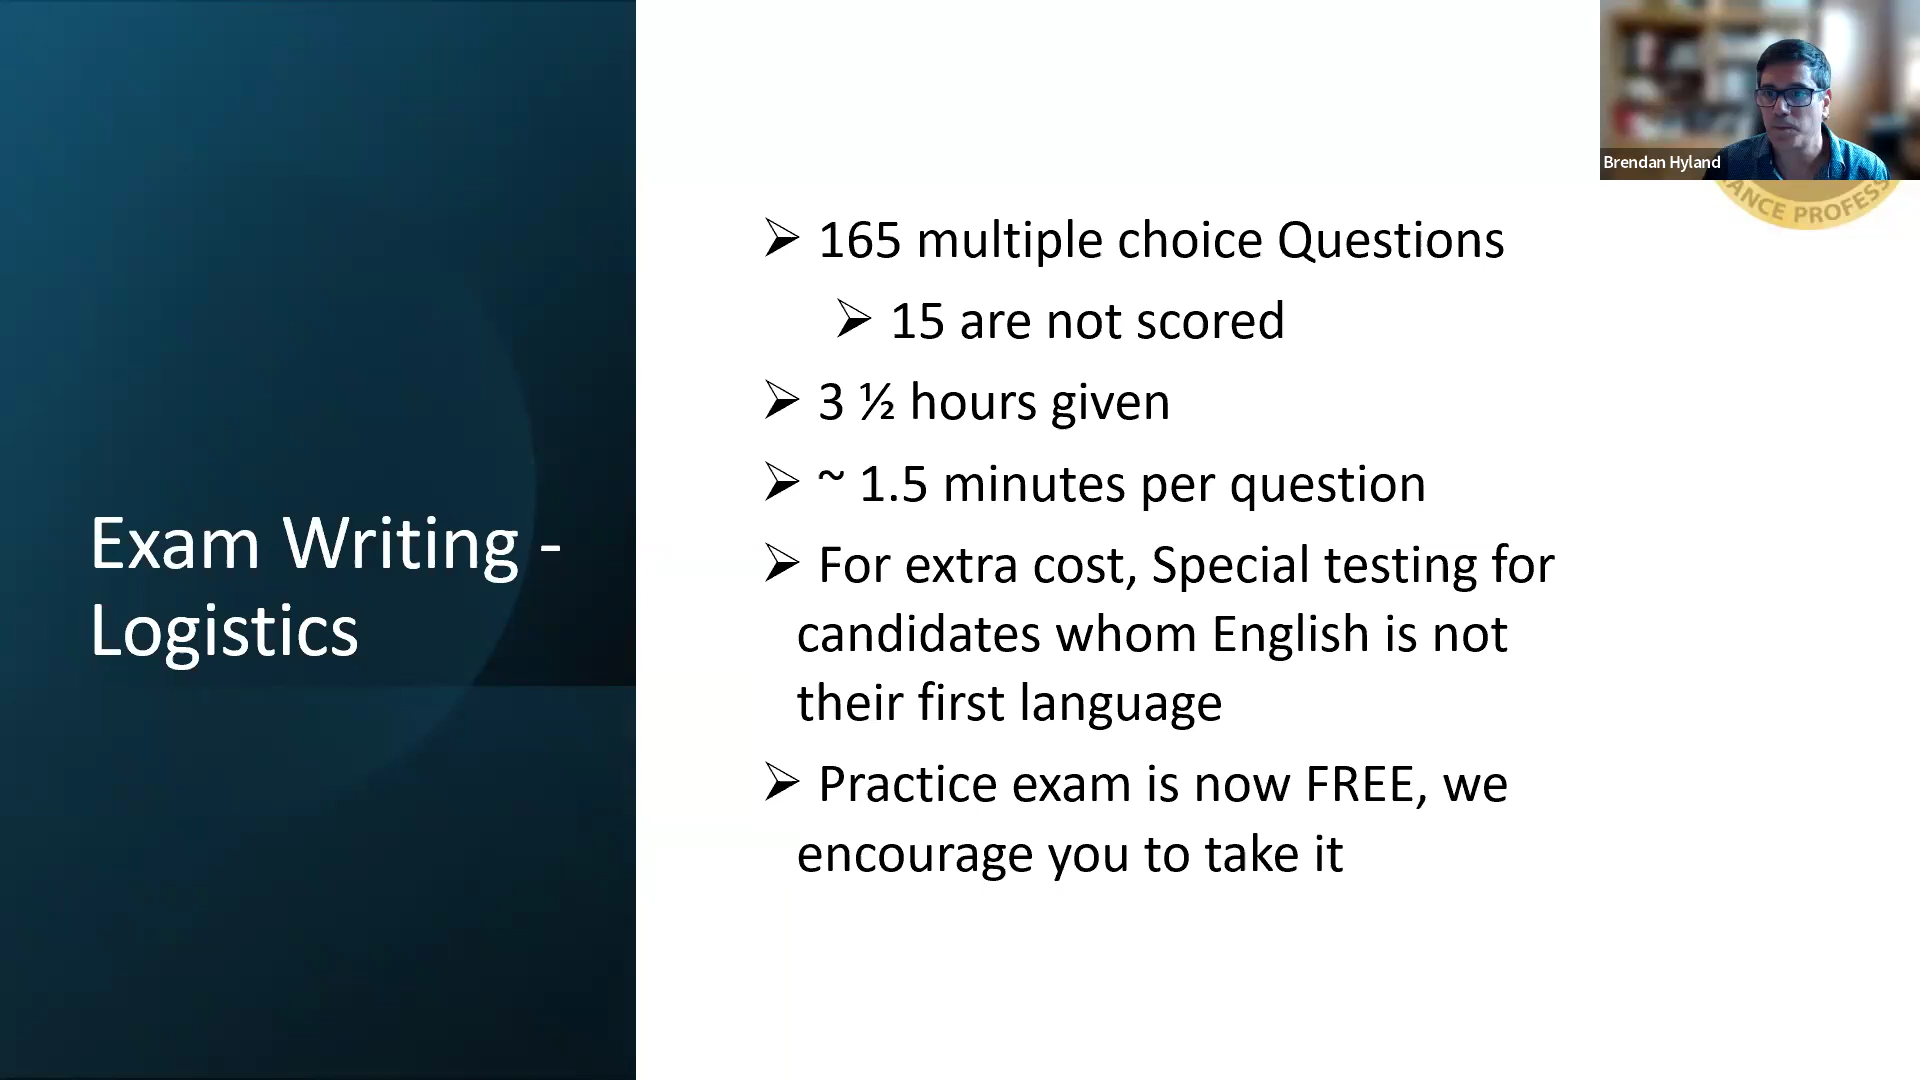 Brendan Hyland
ANCE PROFESS
Exam Writing -
Logistics
➢ 165 multiple choice Questions
➢ 15 are not scored
➢ 3 ½ hours given
➢ ~ 1.5 minutes per question
➢ For extra cost, Special testing for
candidates whom English is not
their first language
➢ Practice exam is now FREE, we
encourage you to take it